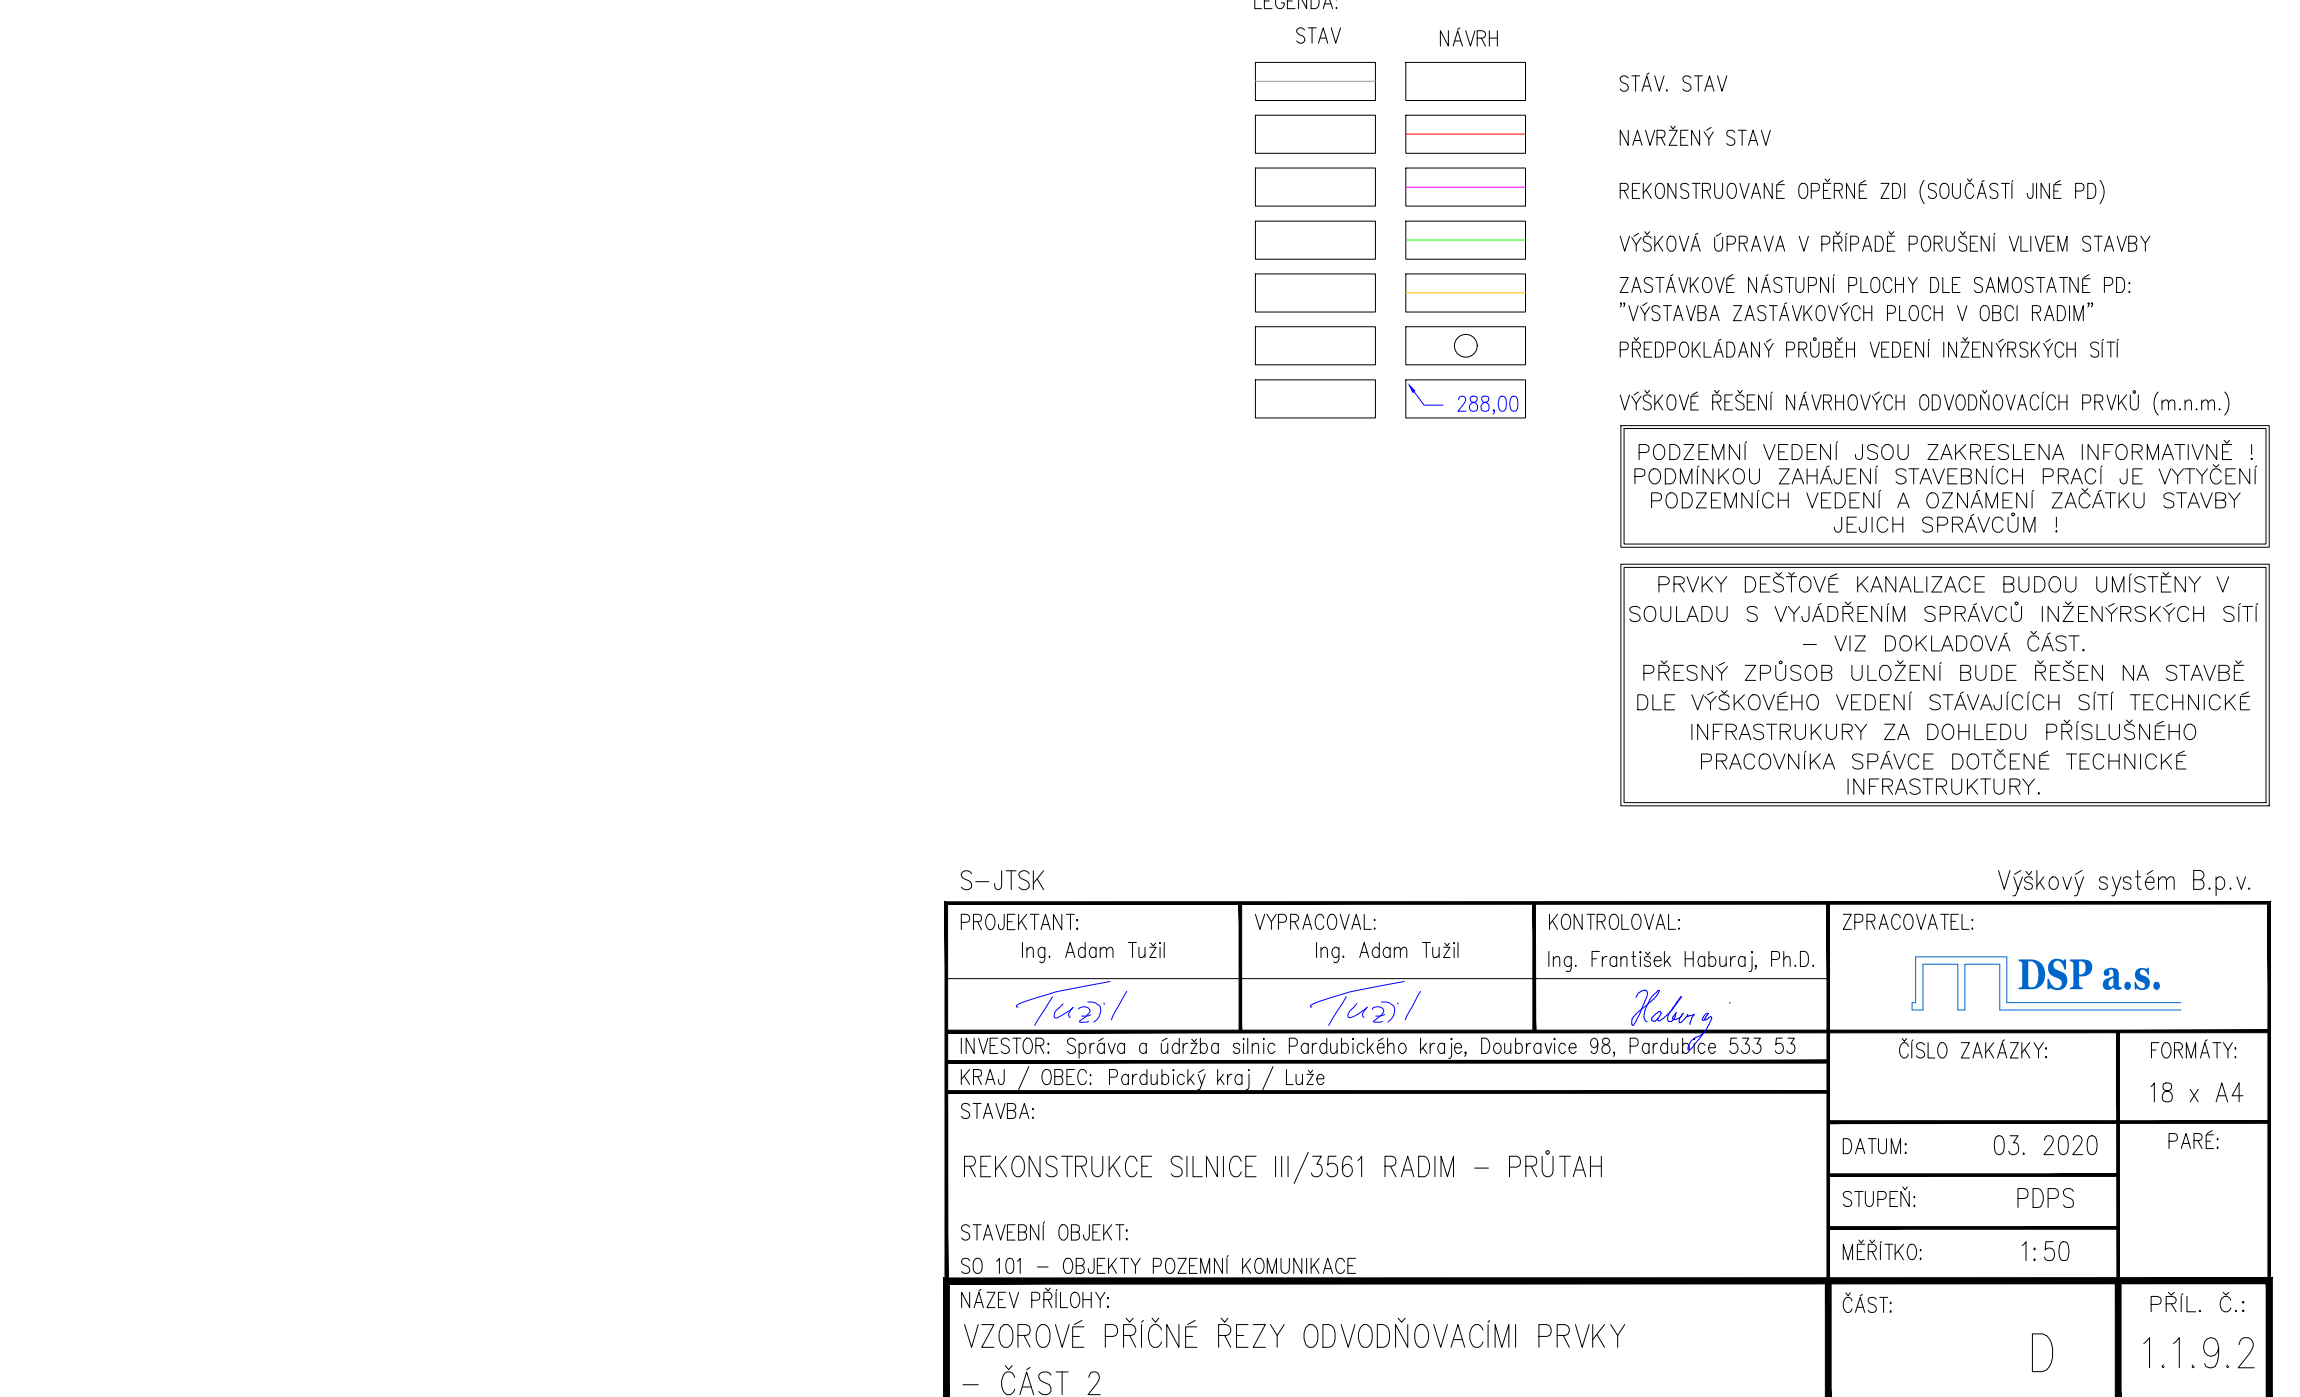 LEGENDA:
STAV NÁVRH
STÁV. STAV
NAVRŽENÝ STAV
REKONSTRUOVANÉ OPĚRNÉ ZDI (SOUČÁSTÍ JINÉ PD)
VÝŠKOVÁ ÚPRAVA V PŘÍPADĚ PORUŠENÍ VLIVEM STAVBY
ZASTÁVKOVÉ NÁSTUPNÍ PLOCHY DLE SAMOSTATNÉ PD:
"VÝSTAVBA ZASTÁVKOVÝCH PLOCH V OBCI RADIM"
PŘEDPOKLÁDANÝ PRŮBĚH VEDENÍ INŽENÝRSKÝCH SÍTÍ
288,00 VÝŠKOVÉ ŘEŠENÍ NÁVRHOVÝCH ODVODŇOVACÍCH PRVKŮ (m.n.m.)
PODZEMNÍ VEDENÍ JSOU ZAKRESLENA INFORMATIVNĚ !
PODMÍNKOU ZAHÁJENÍ STAVEBNÍCH PRACÍ JE VYTYČENÍ
PODZEMNÍCH VEDENÍ A OZNÁMENÍ ZAČÁTKU STAVBY
JEJICH SPRÁVCŮM !
PRVKY DEŠŤOVÉ KANALIZACE BUDOU UMÍSTĚNY V
SOULADU S VYJÁDŘENÍM SPRÁVCŮ INŽENÝRSKÝCH SÍTÍ
– VIZ DOKLADOVÁ ČÁST.
PŘESNÝ ZPŮSOB ULOŽENÍ BUDE ŘEŠEN NA STAVBĚ
DLE VÝŠKOVÉHO VEDENÍ STÁVAJÍCÍCH SÍTÍ TECHNICKÉ
INFRASTRUKURY ZA DOHLEDU PŘÍSLUŠNÉHO
PRACOVNÍKA SPÁVCE DOTČENÉ TECHNICKÉ
INFRASTRUKTURY.
S–JTSK Výškový systém B.p.v.
PROJEKTANT: VYPRACOVAL: KONTROLOVAL: ZPRACOVATEL:
Ing. Adam Tužil Ing. Adam Tužil Ing. František Haburaj, Ph.D.
DSP a.s.
Tužil Tužil Haburaj
INVESTOR: Správa a údržba silnic Pardubického kraje, Doubravice 98, Pardubice 533 53
ČÍSLO ZAKÁZKY: FORMÁTY:
KRAJ / OBEC: Pardubický kraj / Luže
18 x A4
STAVBA:
DATUM: 03. 2020 PARÉ:
REKONSTRUKCE SILNICE III/3561 RADIM – PRŮTAH
STUPEŇ: PDPS
STAVEBNÍ OBJEKT:
MĚŘÍTKO: 1:50
SO 101 – OBJEKTY POZEMNÍ KOMUNIKACE
NÁZEV PŘÍLOHY: ČÁST: PŘÍL. Č.:
VZOROVÉ PŘÍČNÉ ŘEZY ODVODŇOVACÍMI PRVKY
D 1.1.9.2
– ČÁST 2